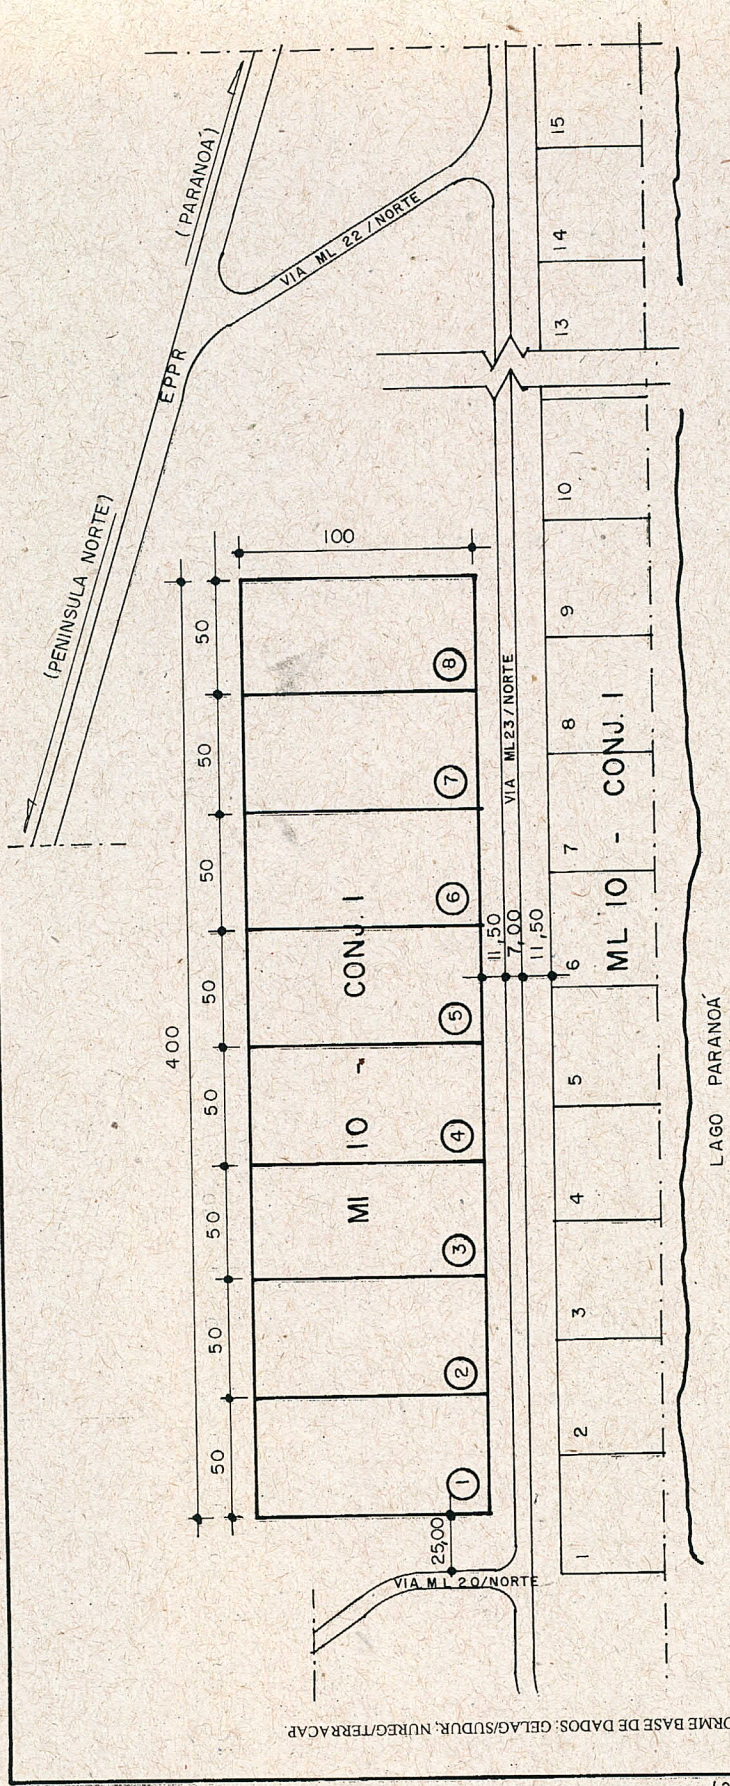 (PARANOÁ)
(PENINSULA NORTE)
EPPR
VIA ML 22/NORTE
400
50 50 50 50 50 50 50 50
100
MI 10 - CONJ. I
1 2 3 4 5 6 7 8
25,00
VIA ML 20/NORTE
VIA ML 23/NORTE
11,50
7,00
11,50
1 2 3 4 5 6 7 8 9 10 13 14 15
ML 10 - CONJ. I
LAGO PARANOÁ
ORME BASE DE DADOS: GELAG/SUDUR; NUREG/TERRACAP.